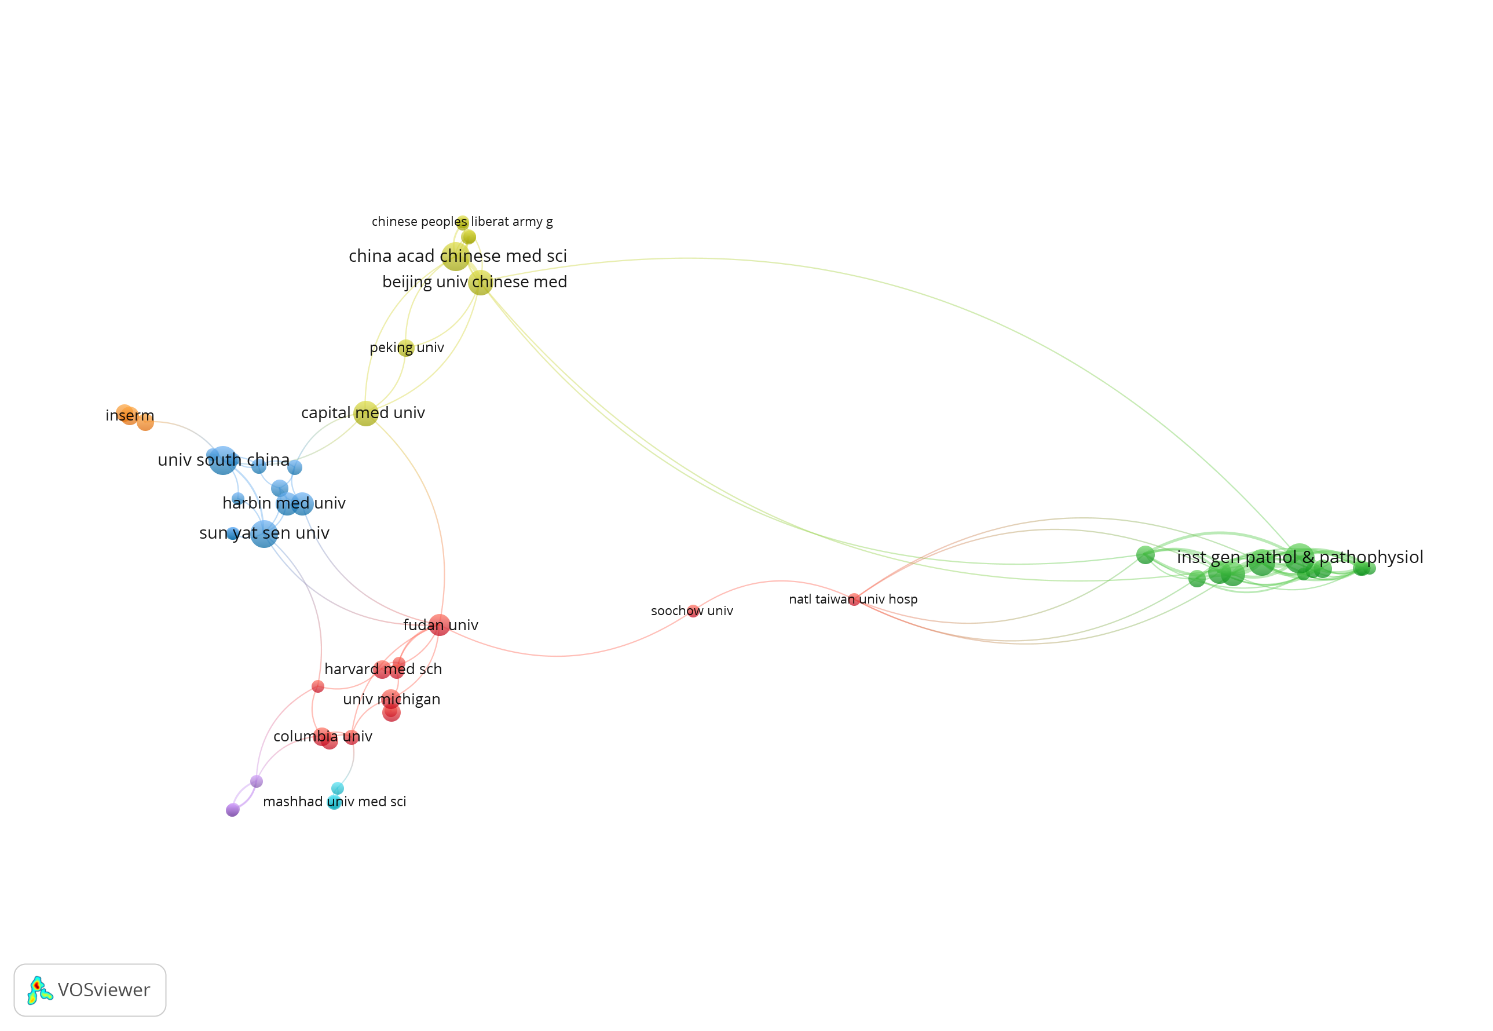 chinese peoples liberat army g
china acad chinese med sci
beijing univ chinese med
peking univ
inserm
capital med univ
univ south china
harbin med univ
sun yat sen univ
inst gen pathol & pathophysiol
natl taiwan univ hosp
soochow univ
fudan univ
harvard med sch
univ michigan
columbia univ
mashhad univ med sci
VOSviewer